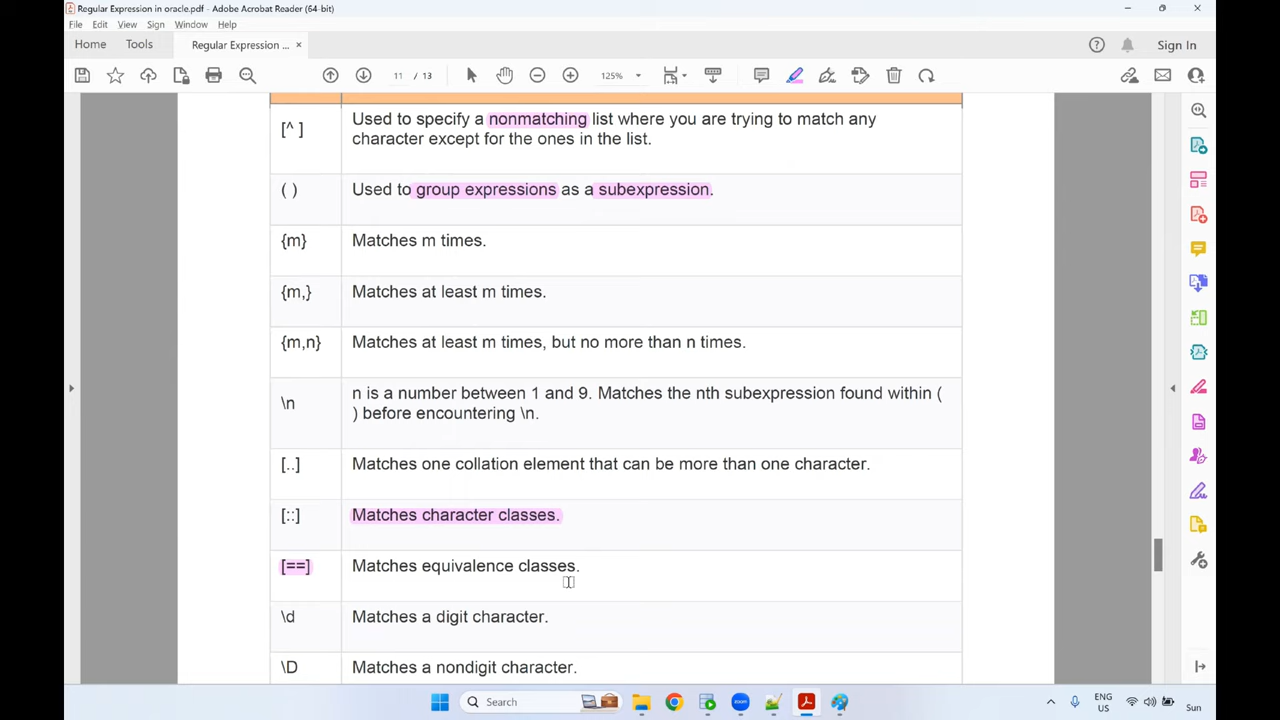 Regular Expression in oracle.pdf - Adobe Acrobat Reader (64-bit)
File Edit View Sign Window Help
Home Tools Regular Expression ... × Sign In
11 / 13 125%
[^ ] Used to specify a nonmatching list where you are trying to match any
character except for the ones in the list.
( ) Used to group expressions as a subexpression.
{m} Matches m times.
{m,} Matches at least m times.
{m,n} Matches at least m times, but no more than n times.
\n n is a number between 1 and 9. Matches the nth subexpression found within (
) before encountering \n.
[..] Matches one collation element that can be more than one character.
[::] Matches character classes.
[==] Matches equivalence classes.
\d Matches a digit character.
\D Matches a nondigit character.
Search
ENG
US
Sun